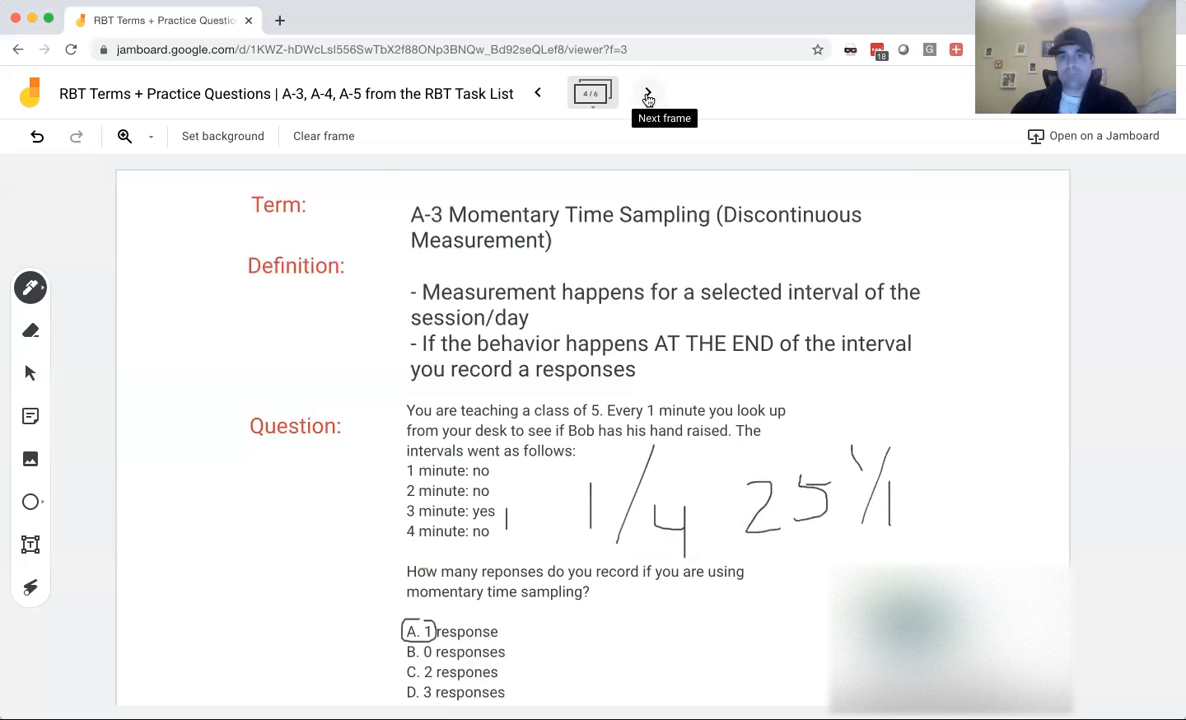 RBT Terms + Practice Questio
jamboard.google.com/d/1KWZ-hDWcLsI556SwTbX2f88ONp3BNQw_Bd92seQLef8/viewer?f=3
18
G
RBT Terms + Practice Questions | A-3, A-4, A-5 from the RBT Task List
4/6
Next frame
Set background
Clear frame
Open on a Jamboard
Term:
A-3 Momentary Time Sampling (Discontinuous
Measurement)
Definition:
- Measurement happens for a selected interval of the
session/day
- If the behavior happens AT THE END of the interval
you record a responses
Question:
You are teaching a class of 5. Every 1 minute you look up
from your desk to see if Bob has his hand raised. The
intervals went as follows:
1 minute: no
2 minute: no
3 minute: yes
4 minute: no
1
1/4 25%
How many reponses do you record if you are using
momentary time sampling?
A. 1 response
B. 0 responses
C. 2 respones
D. 3 responses